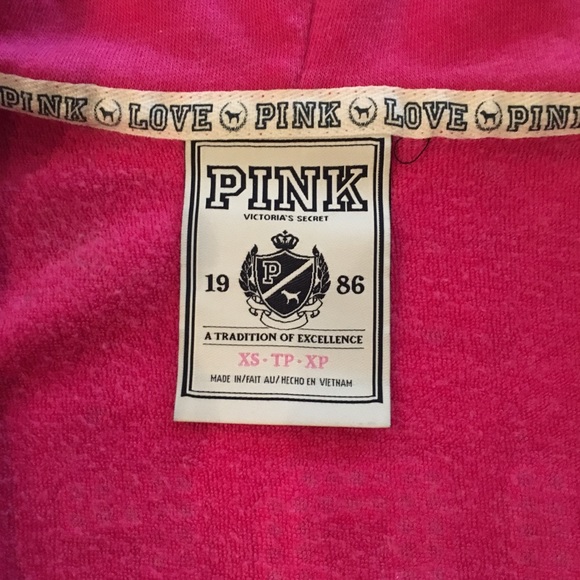 PINK LOVE PINK LOVE PIN
PINK
VICTORIA'S SECRET
P
19 86
A TRADITION OF EXCELLENCE
XS · TP · XP
MADE IN/FAIT AU/HECHO EN VIETNAM